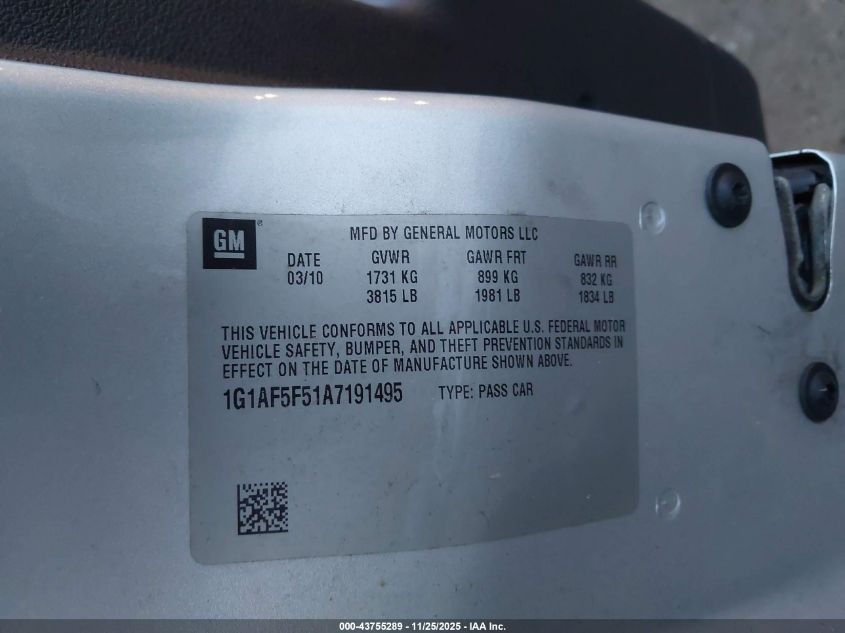 GM
MFD BY GENERAL MOTORS LLC
DATE GVWR GAWR FRT GAWR RR
03/10 1731 KG 899 KG 832 KG
3815 LB 1981 LB 1834 LB
THIS VEHICLE CONFORMS TO ALL APPLICABLE U.S. FEDERAL MOTOR
VEHICLE SAFETY, BUMPER, AND THEFT PREVENTION STANDARDS IN
EFFECT ON THE DATE OF MANUFACTURE SHOWN ABOVE.
1G1AF5F51A7191495 TYPE: PASS CAR
000-43755289 - 11/25/2025 - IAA Inc.